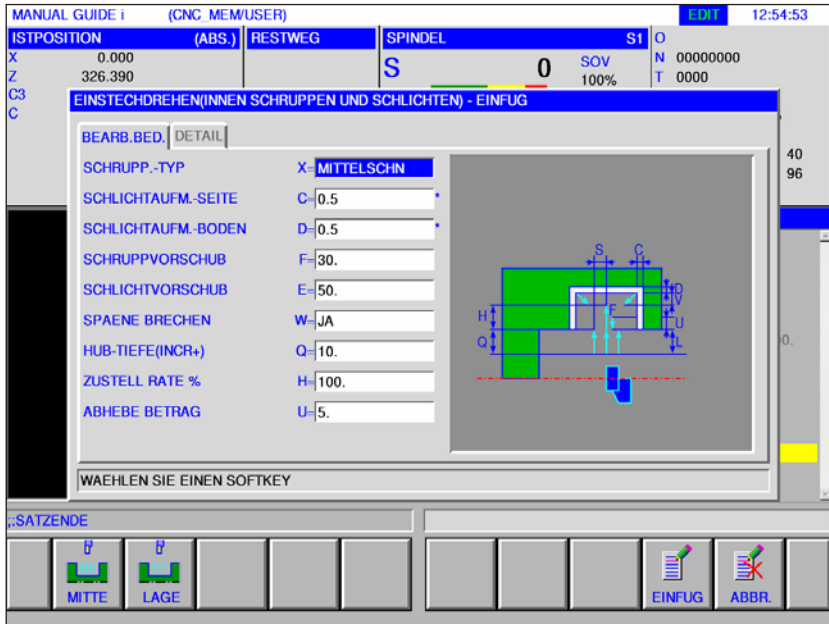 MANUAL GUIDE i (CNC_MEM/USER) EDIT 12:54:53
ISTPOSITION (ABS.) RESTWEG SPINDEL S1 O
X 0.000 S 0 SOV N 00000000
Z 326.390 100% T 0000
C3
C
EINSTECHDREHEN(INNEN SCHRUPPEN UND SCHLICHTEN) - EINFUG
BEARB.BED. DETAIL
40
96
SCHRUPP.-TYP X= MITTELSCHN
SCHLICHTAUFM.-SEITE C= 0.5 *
SCHLICHTAUFM.-BODEN D= 0.5 *
SCHRUPPVORSCHUB F= 30.
SCHLICHTVORSCHUB E= 50.
SPAENE BRECHEN W= JA
HUB-TIEFE(INCR+) Q= 10.
ZUSTELL RATE % H= 100.
ABHEBE BETRAG U= 5.
S C
D
V
H F U
Q L
0.
WAEHLEN SIE EINEN SOFTKEY
;:SATZENDE
MITTE LAGE EINFUG ABBR.